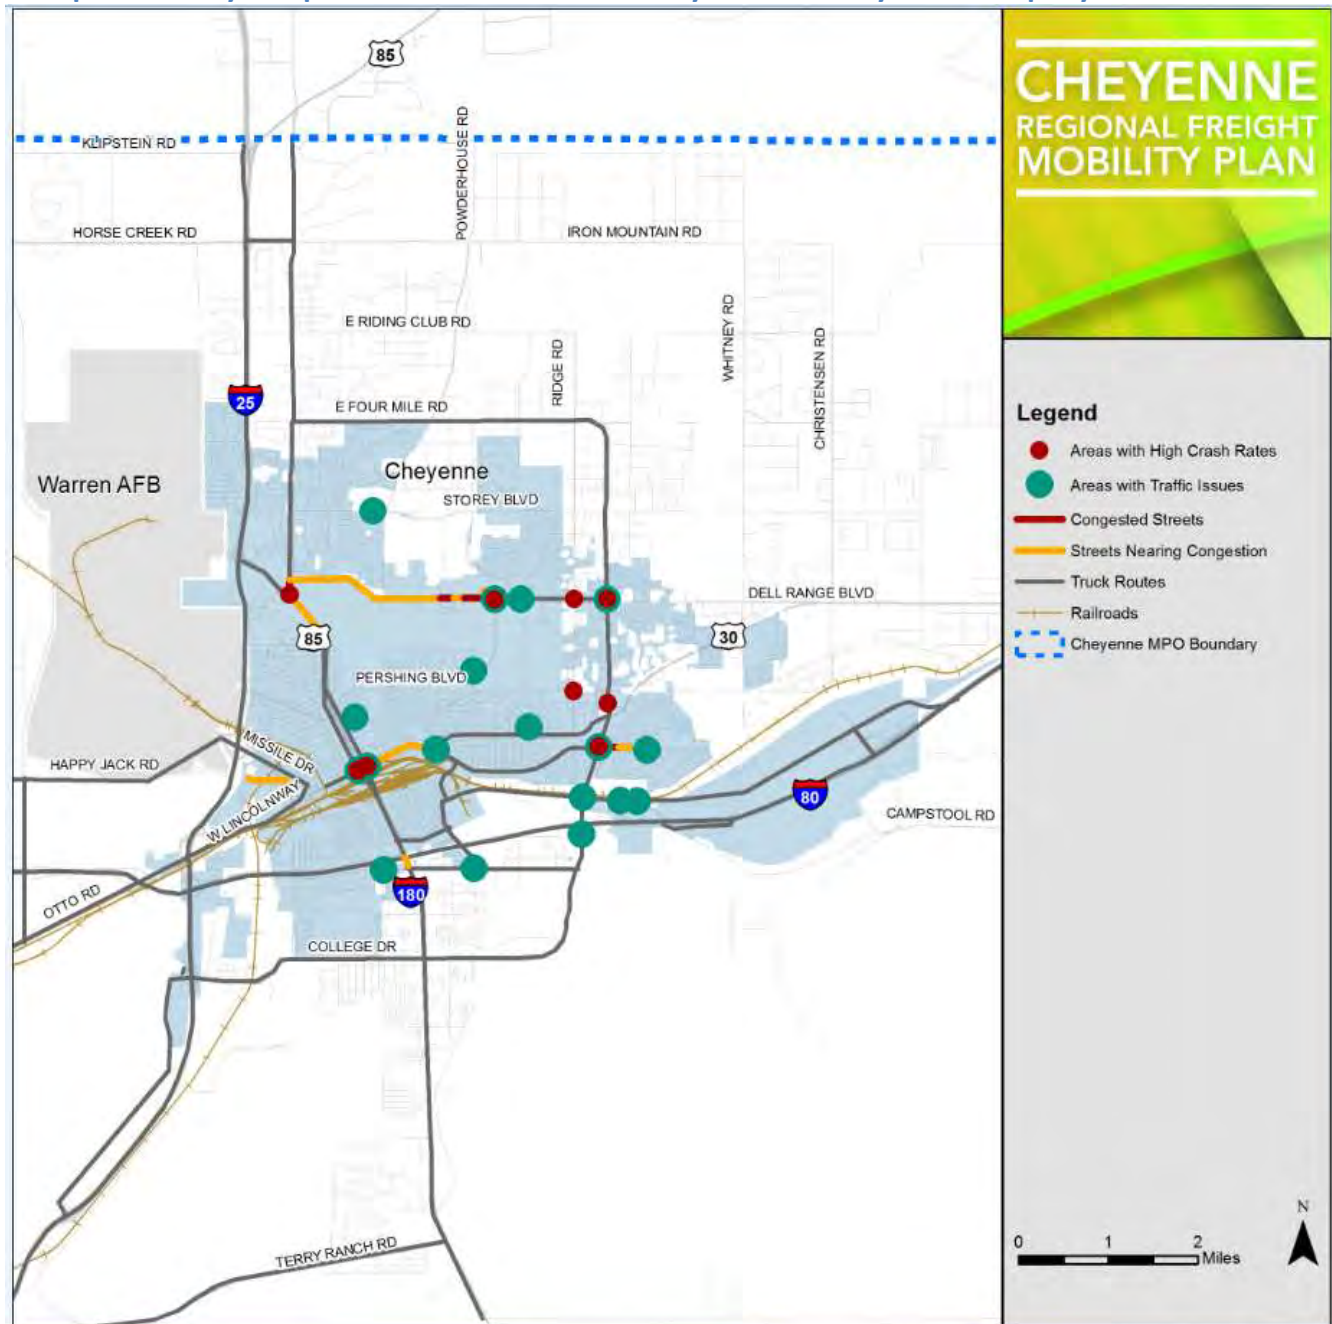 85
KLIPSTEIN RD
POWDERHOUSE RD
HORSE CREEK RD
IRON MOUNTAIN RD
E RIDING CLUB RD
RIDGE RD
WHITNEY RD
CHRISTENSEN RD
25
E FOUR MILE RD
Warren AFB
Cheyenne
STOREY BLVD
DELL RANGE BLVD
85
30
PERSHING BLVD
MISSILE DR
HAPPY JACK RD
W LINCOLNWAY
80
CAMPSTOOL RD
OTTO RD
180
COLLEGE DR
TERRY RANCH RD
CHEYENNE
REGIONAL FREIGHT
MOBILITY PLAN
Legend
Areas with High Crash Rates
Areas with Traffic Issues
Congested Streets
Streets Nearing Congestion
Truck Routes
Railroads
Cheyenne MPO Boundary
N
0 1 2
Miles